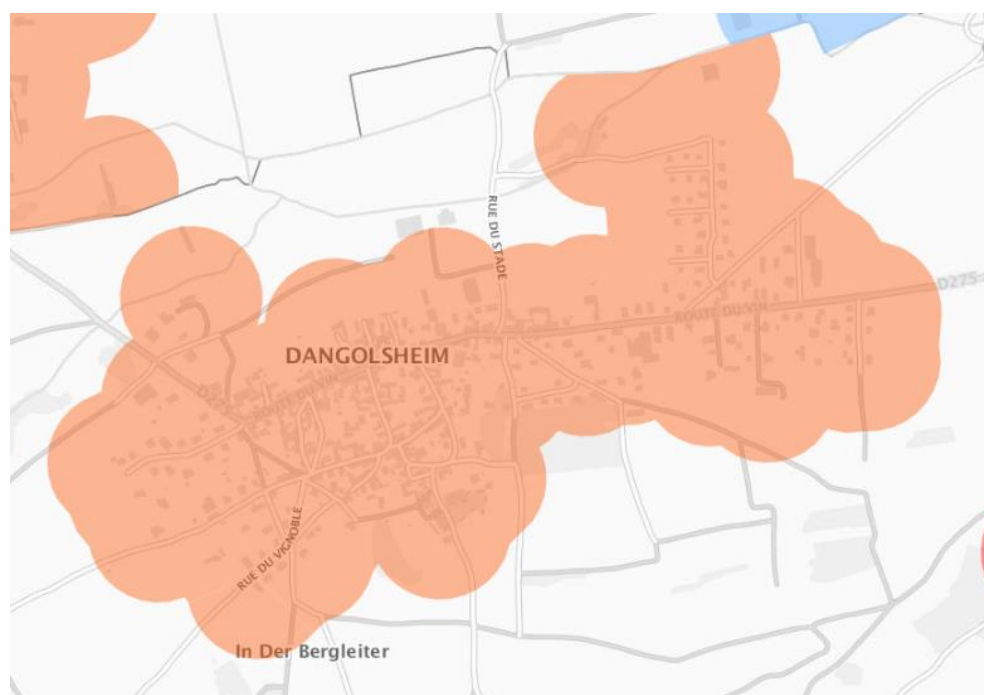 RUE DU STADE
D275
ROUTE DU VIN
DANGOLSHEIM
ROUTE DU VIN
RUE DU VIGNOBLE
In Der Bergleiter